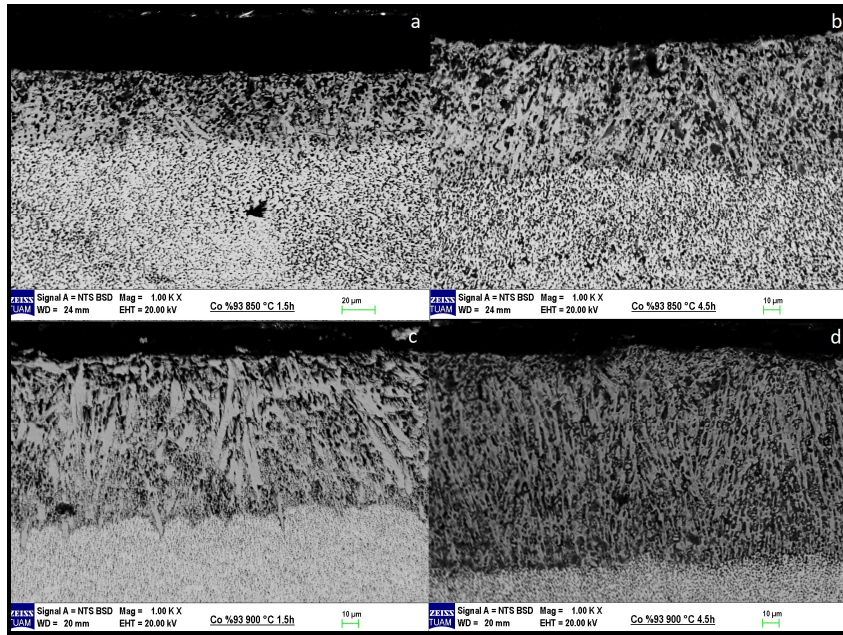 a
b
ZEISS
TUAM
Signal A = NTS BSD Mag = 1.00 K X
WD = 24 mm EHT = 20.00 kV
Co %93 850 °C 1.5h
20 µm
ZEISS
TUAM
Signal A = NTS BSD Mag = 1.00 K X
WD = 24 mm EHT = 20.00 kV
Co %93 850 °C 4.5h
10 µm
c
d
ZEISS
TUAM
Signal A = NTS BSD Mag = 1.00 K X
WD = 20 mm EHT = 20.00 kV
Co %93 900 °C 1.5h
10 µm
ZEISS
TUAM
Signal A = NTS BSD Mag = 1.00 K X
WD = 20 mm EHT = 20.00 kV
Co %93 900 °C 4.5h
10 µm